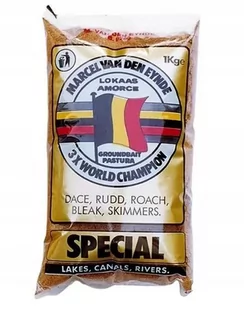 1Kge
MARCEL VAN DEN EYNDE
LOKAAS
AMORCE
GROUNDBAIT
PASTURA
3 X WORLD CHAMPION
DACE, RUDD, ROACH,
BLEAK, SKIMMERS.
SPECIAL
LAKES, CANALS, RIVERS.